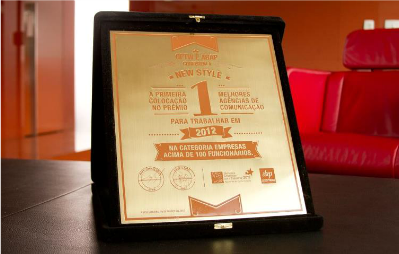 NEW STYLE
A PRIMEIRA
COLOCAÇÃO
NO PRÊMIO
1
MELHORES
AGÊNCIAS DE
COMUNICAÇÃO
PARA TRABALHAR EM
2012
NA CATEGORIA EMPRESAS
ACIMA DE 100 FUNCIONÁRIOS.